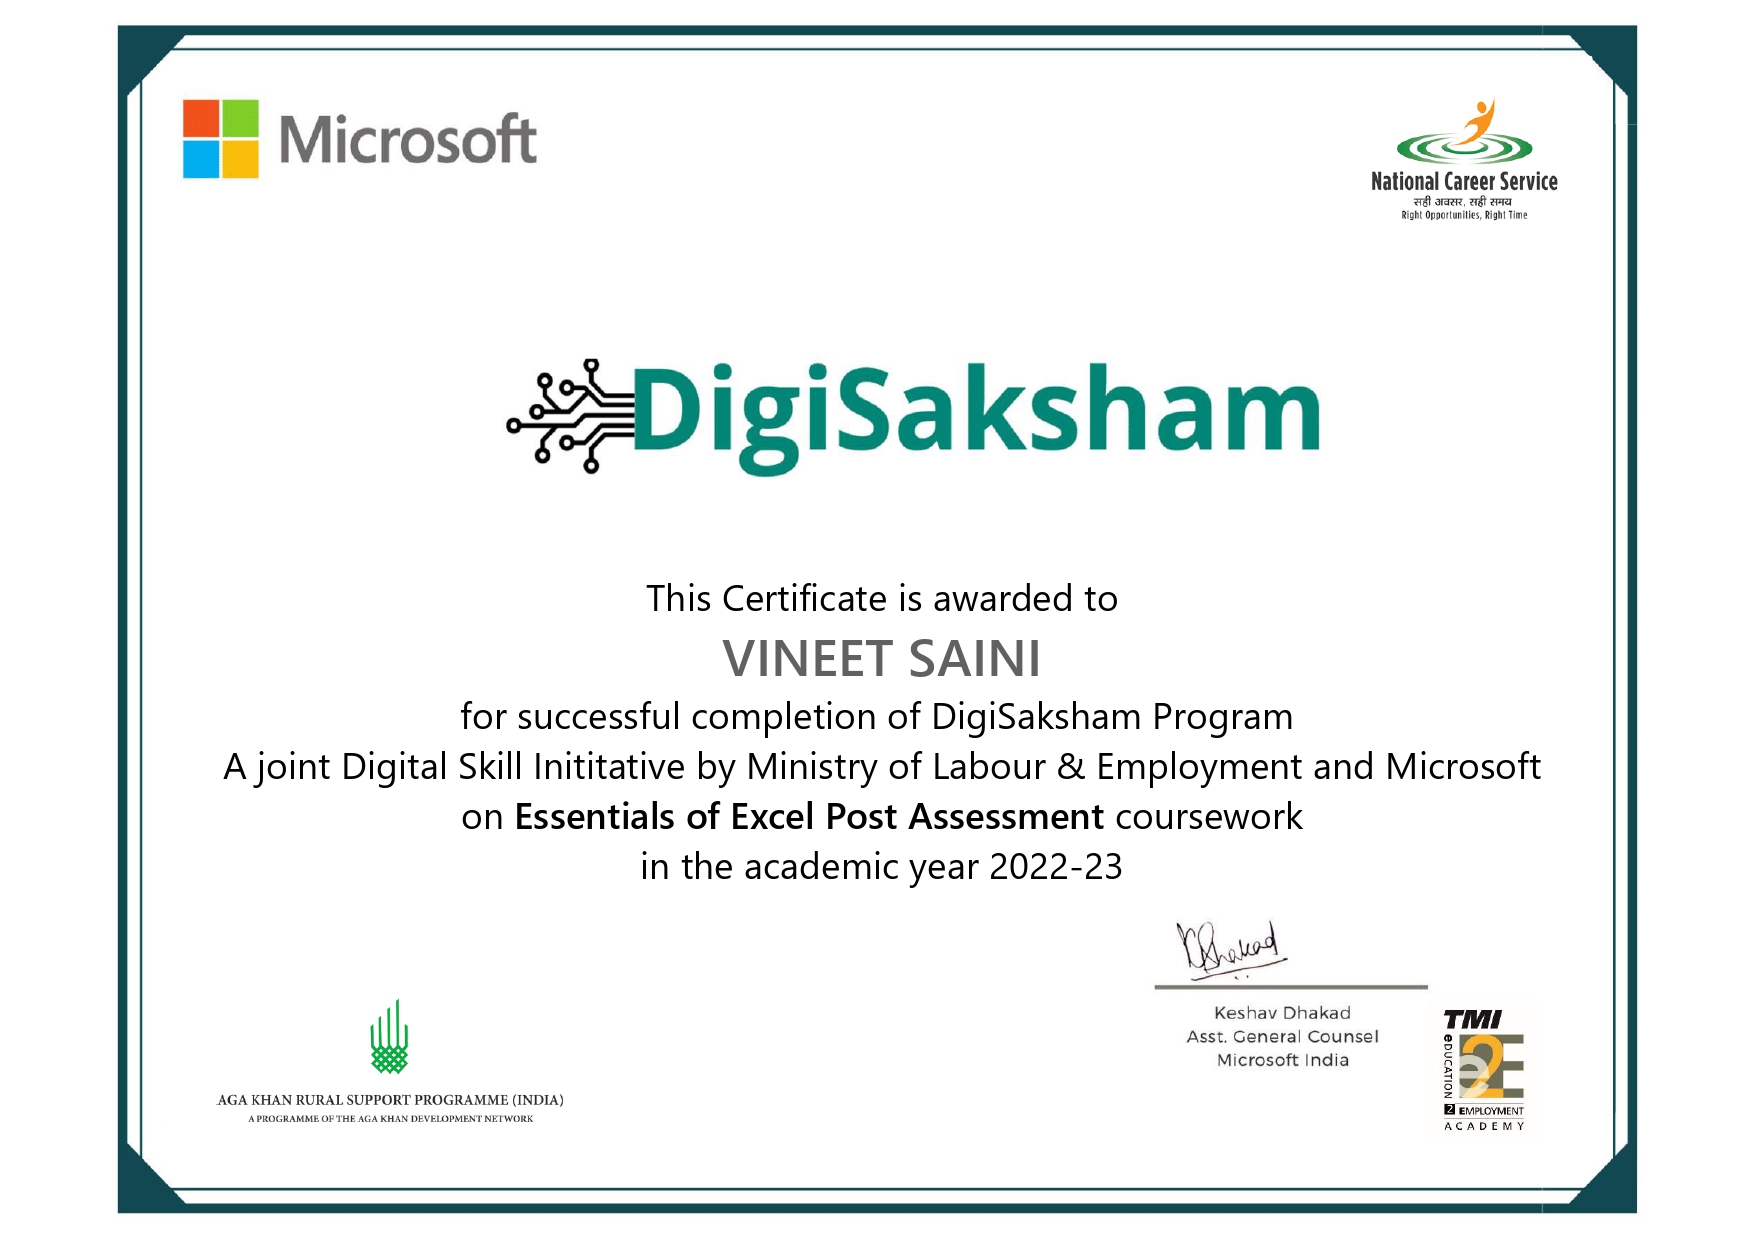 Microsoft
National Career Service
सही अवसर, सही समय
Right Opportunities, Right Time
DigiSaksham
This Certificate is awarded to
VINEET SAINI
for successful completion of DigiSaksham Program
A joint Digital Skill Inititative by Ministry of Labour & Employment and Microsoft
on Essentials of Excel Post Assessment coursework
in the academic year 2022-23
KDhakad
Keshav Dhakad
Asst. General Counsel
Microsoft India
AGA KHAN RURAL SUPPORT PROGRAMME (INDIA)
A PROGRAMME OF THE AGA KHAN DEVELOPMENT NETWORK
TMI
eDUCATION
e2E
2 EMPLOYMENT
ACADEMY